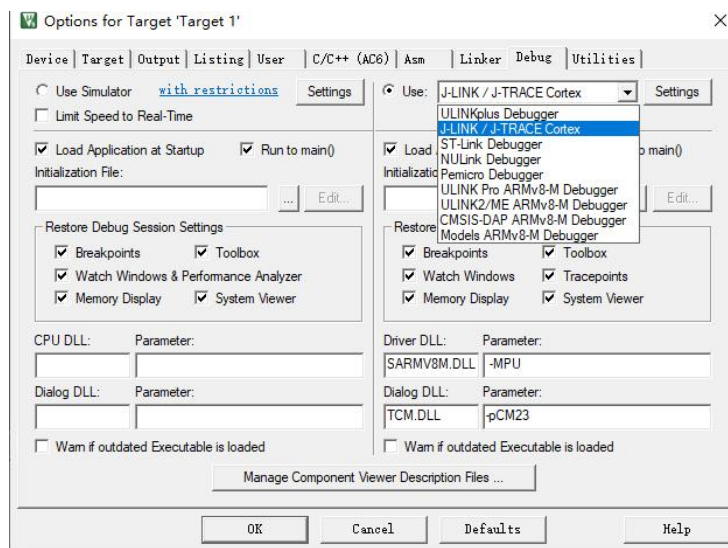 Options for Target 'Target 1'
Device Target Output Listing User C/C++ (AC6) Asm Linker Debug Utilities
Use Simulator with restrictions Settings
Limit Speed to Real-Time
Load Application at Startup Run to main()
Initialization File:
... Edit...
Restore Debug Session Settings
Breakpoints Toolbox
Watch Windows & Performance Analyzer
Memory Display System Viewer
CPU DLL: Parameter:
Dialog DLL: Parameter:
Warn if outdated Executable is loaded
Use: J-LINK / J-TRACE Cortex Settings
ULINKplus Debugger
J-LINK / J-TRACE Cortex
ST-Link Debugger
NULink Debugger
Pemicro Debugger
ULINK Pro ARMv8-M Debugger
ULINK2/ME ARMv8-M Debugger
CMSIS-DAP ARMv8-M Debugger
Models ARMv8-M Debugger
Load o main()
Initializatio Edit...
Restore
Breakpoints Toolbox
Watch Windows Tracepoints
Memory Display System Viewer
Driver DLL: Parameter:
SARMV8M.DLL -MPU
Dialog DLL: Parameter:
TCM.DLL -pCM23
Warn if outdated Executable is loaded
Manage Component Viewer Description Files ...
OK Cancel Defaults Help